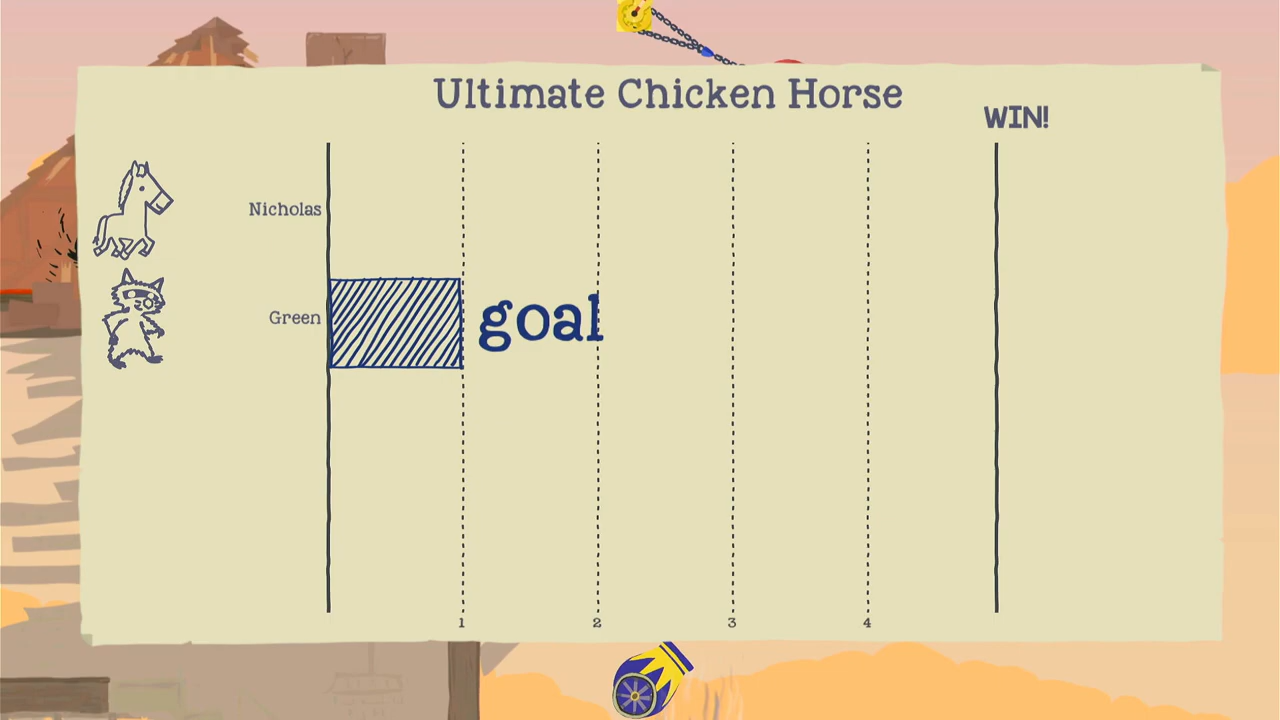 Ultimate Chicken Horse
WIN!
Nicholas
Green
goal
1 2 3 4